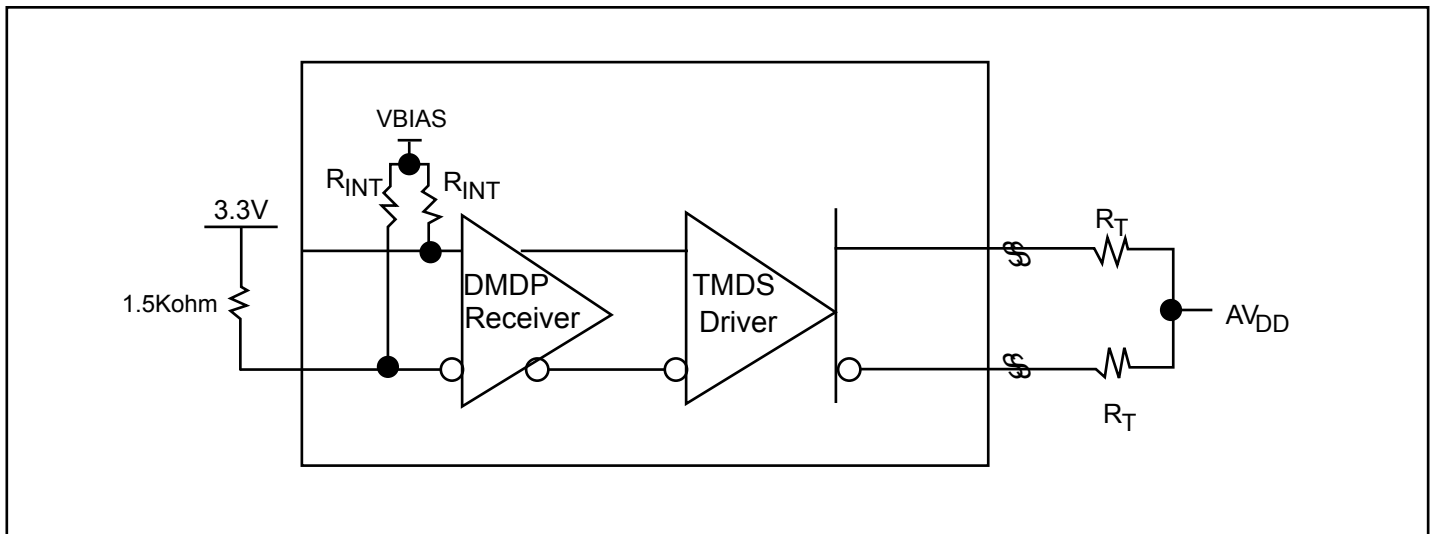 VBIAS
RINT
RINT
3.3V
1.5Kohm
DMDP
Receiver
TMDS
Driver
RT
AVDD
RT